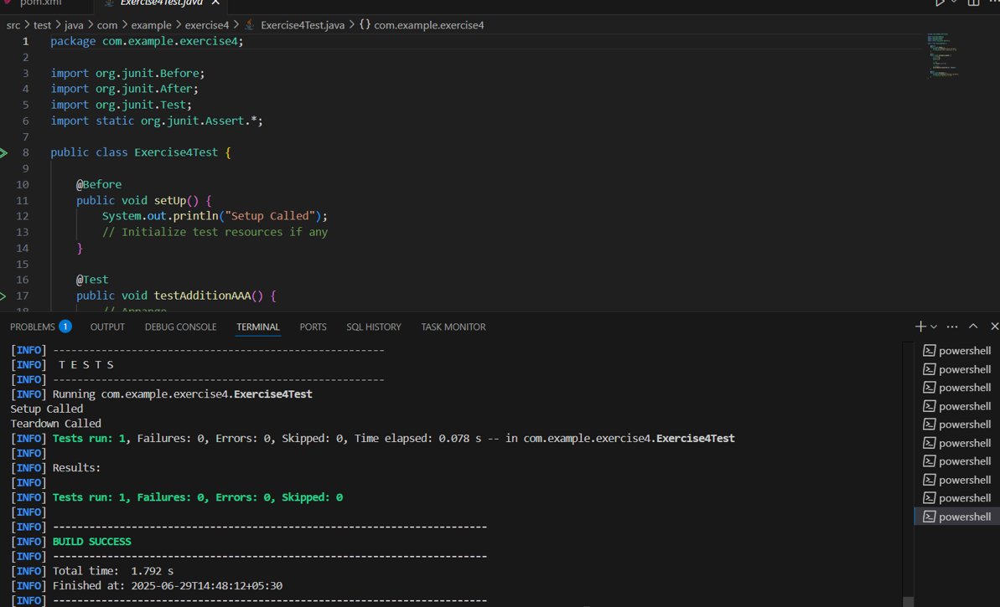 pom.xml
Exercise4Test.java
src > test > java > com > example > exercise4 > Exercise4Test.java > {} com.example.exercise4
1 package com.example.exercise4;
2
3 import org.junit.Before;
4 import org.junit.After;
5 import org.junit.Test;
6 import static org.junit.Assert.*;
7
8 public class Exercise4Test {
9
10 @Before
11 public void setUp() {
12 System.out.println("Setup Called");
13 // Initialize test resources if any
14 }
15
16 @Test
17 public void testAdditionAAA() {
18 // Arrange
PROBLEMS 1 OUTPUT DEBUG CONSOLE TERMINAL PORTS SQL HISTORY TASK MONITOR
[INFO] -------------------------------------------------------
[INFO]  T E S T S
[INFO] -------------------------------------------------------
[INFO] Running com.example.exercise4.Exercise4Test
Setup Called
Teardown Called
[INFO] Tests run: 1, Failures: 0, Errors: 0, Skipped: 0, Time elapsed: 0.078 s -- in com.example.exercise4.Exercise4Test
[INFO]
[INFO] Results:
[INFO]
[INFO] Tests run: 1, Failures: 0, Errors: 0, Skipped: 0
[INFO]
[INFO] ------------------------------------------------------------------------
[INFO] BUILD SUCCESS
[INFO] ------------------------------------------------------------------------
[INFO] Total time:  1.792 s
[INFO] Finished at: 2025-06-29T14:48:12+05:30
[INFO] ------------------------------------------------------------------------
powershell
powershell
powershell
powershell
powershell
powershell
powershell
powershell
powershell
powershell